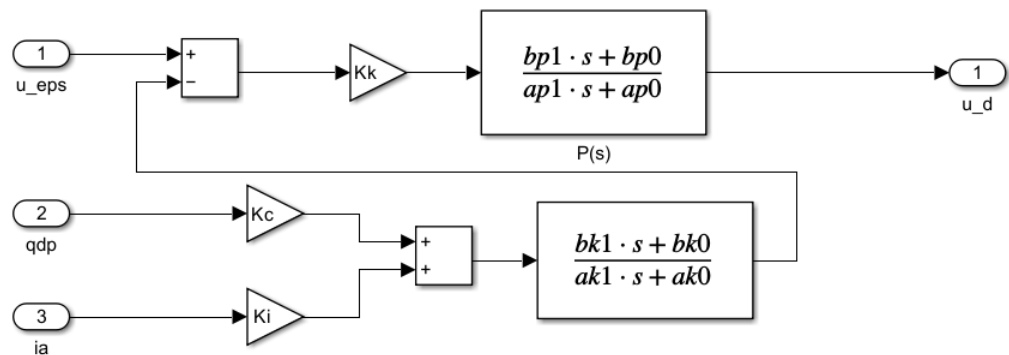 1
u_eps
+
−
Kk
bp1 · s + bp0
ap1 · s + ap0
P(s)
1
u_d
2
qdp
Kc
+
+
bk1 · s + bk0
ak1 · s + ak0
3
ia
Ki